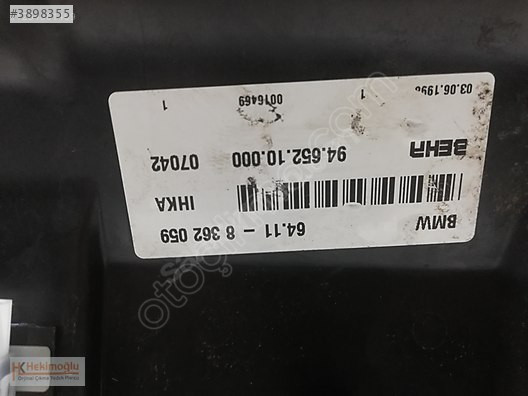 #3898355
BMW 64.11 – 8 362 059
IHKA
BEHR 94.652.10.000 07042
03.06.199 1 0016469 1
Hekimoğlu